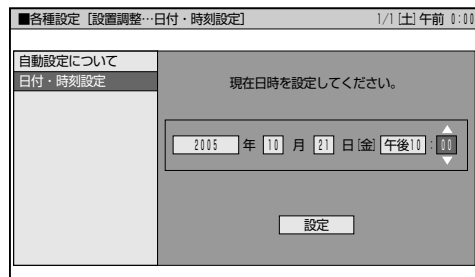 ■各種設定［設置調整…日付・時刻設定］ 1/1[土]午前 0:00
自動設定について
日付・時刻設定
現在日時を設定してください。
2005 年 10 月 21 日[金] 午後10 : 00
設定